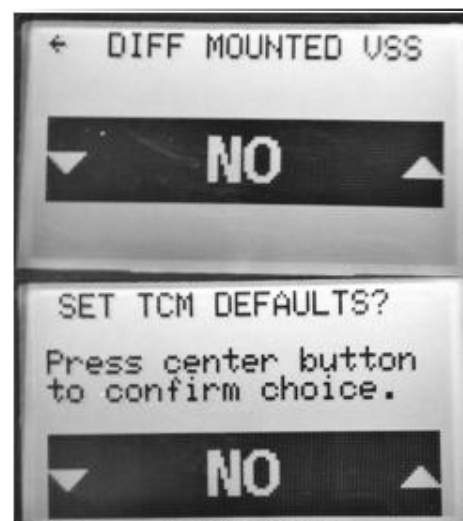 ← DIFF MOUNTED VSS
NO
SET TCM DEFAULTS?
Press center button
to confirm choice.
NO